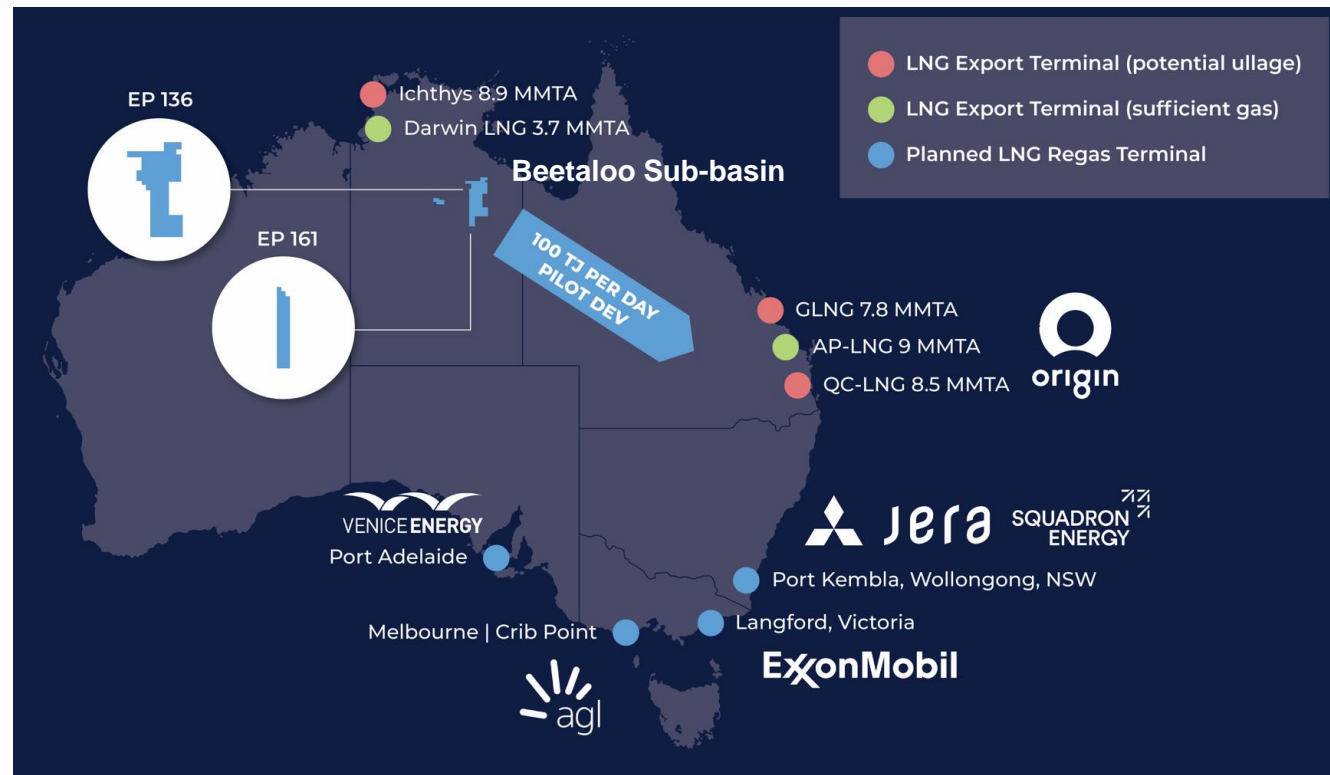 LNG Export Terminal (potential ullage)
LNG Export Terminal (sufficient gas)
Planned LNG Regas Terminal
EP 136
Ichthys 8.9 MMTA
Darwin LNG 3.7 MMTA
Beetaloo Sub-basin
EP 161
100 TJ PER DAY
PILOT DEV
GLNG 7.8 MMTA
AP-LNG 9 MMTA
QC-LNG 8.5 MMTA
origin
VENICE ENERGY
Port Adelaide
Jera
SQUADRON
ENERGY
Port Kembla, Wollongong, NSW
Langford, Victoria
Melbourne | Crib Point
ExxonMobil
agl